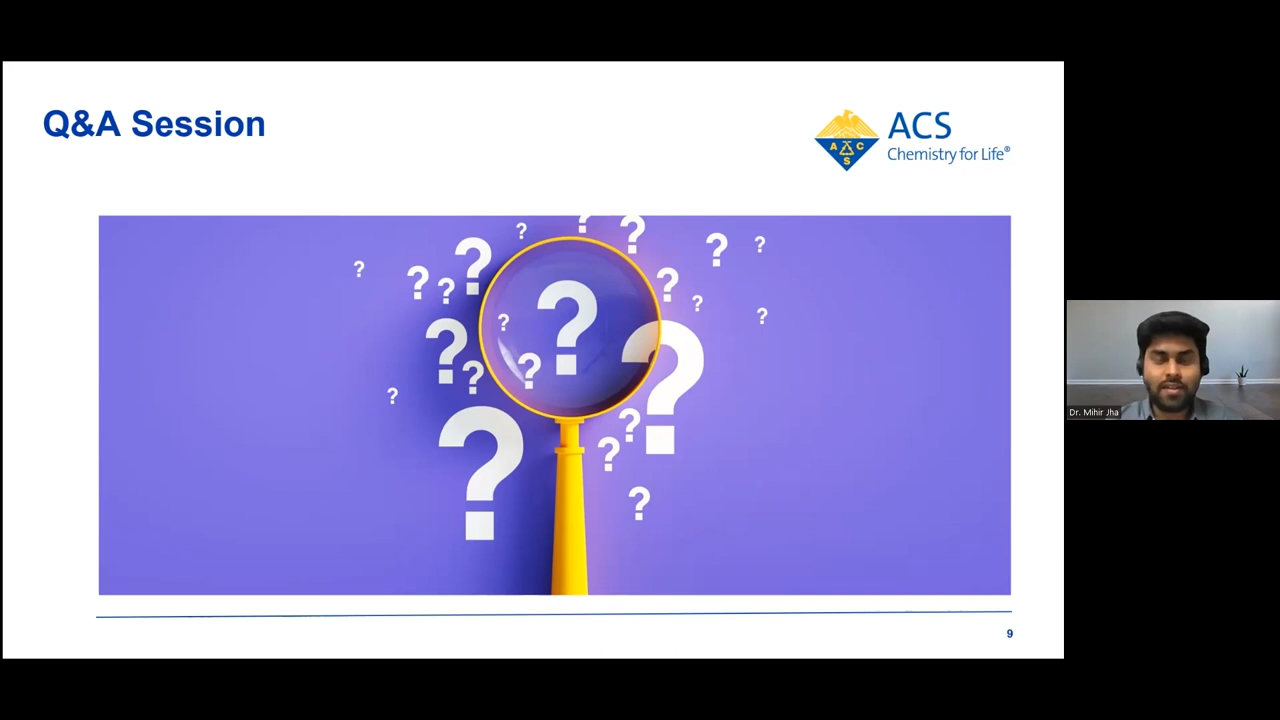 Q&A Session
ACS
Chemistry for Life®
A C S
? ? ? ? ? ? ? ? ? ? ? ? ? ? ? ? ? ? ? ? ? ? ? ?
Dr. Mihir Jha
9